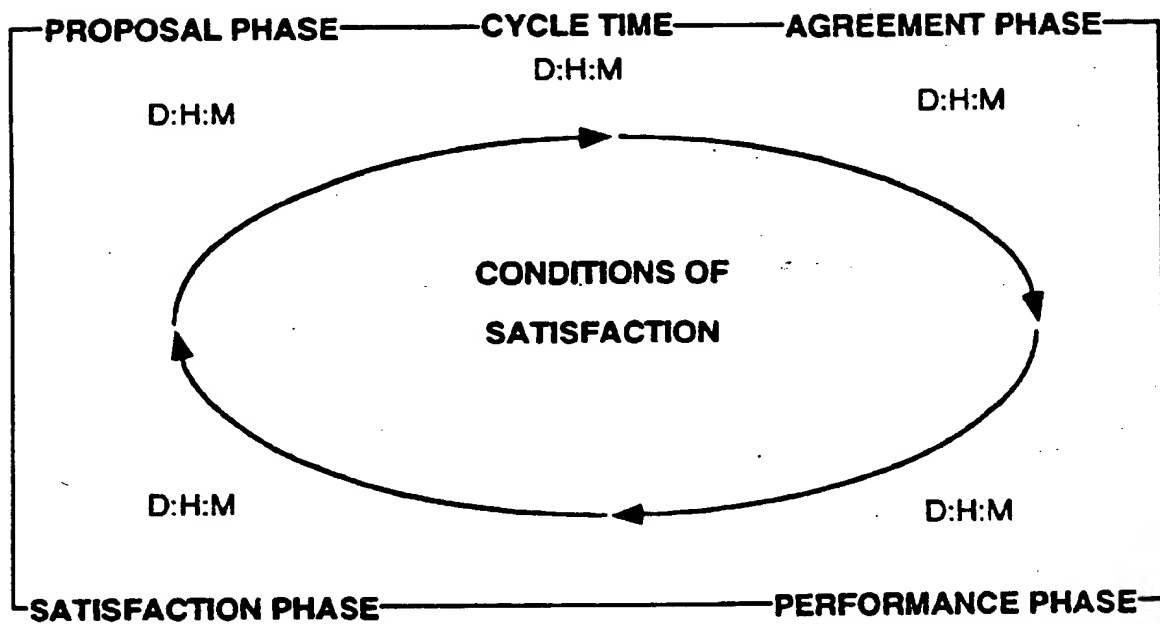 PROPOSAL PHASE CYCLE TIME AGREEMENT PHASE
D:H:M
D:H:M D:H:M
CONDITIONS OF
SATISFACTION
D:H:M D:H:M
SATISFACTION PHASE PERFORMANCE PHASE